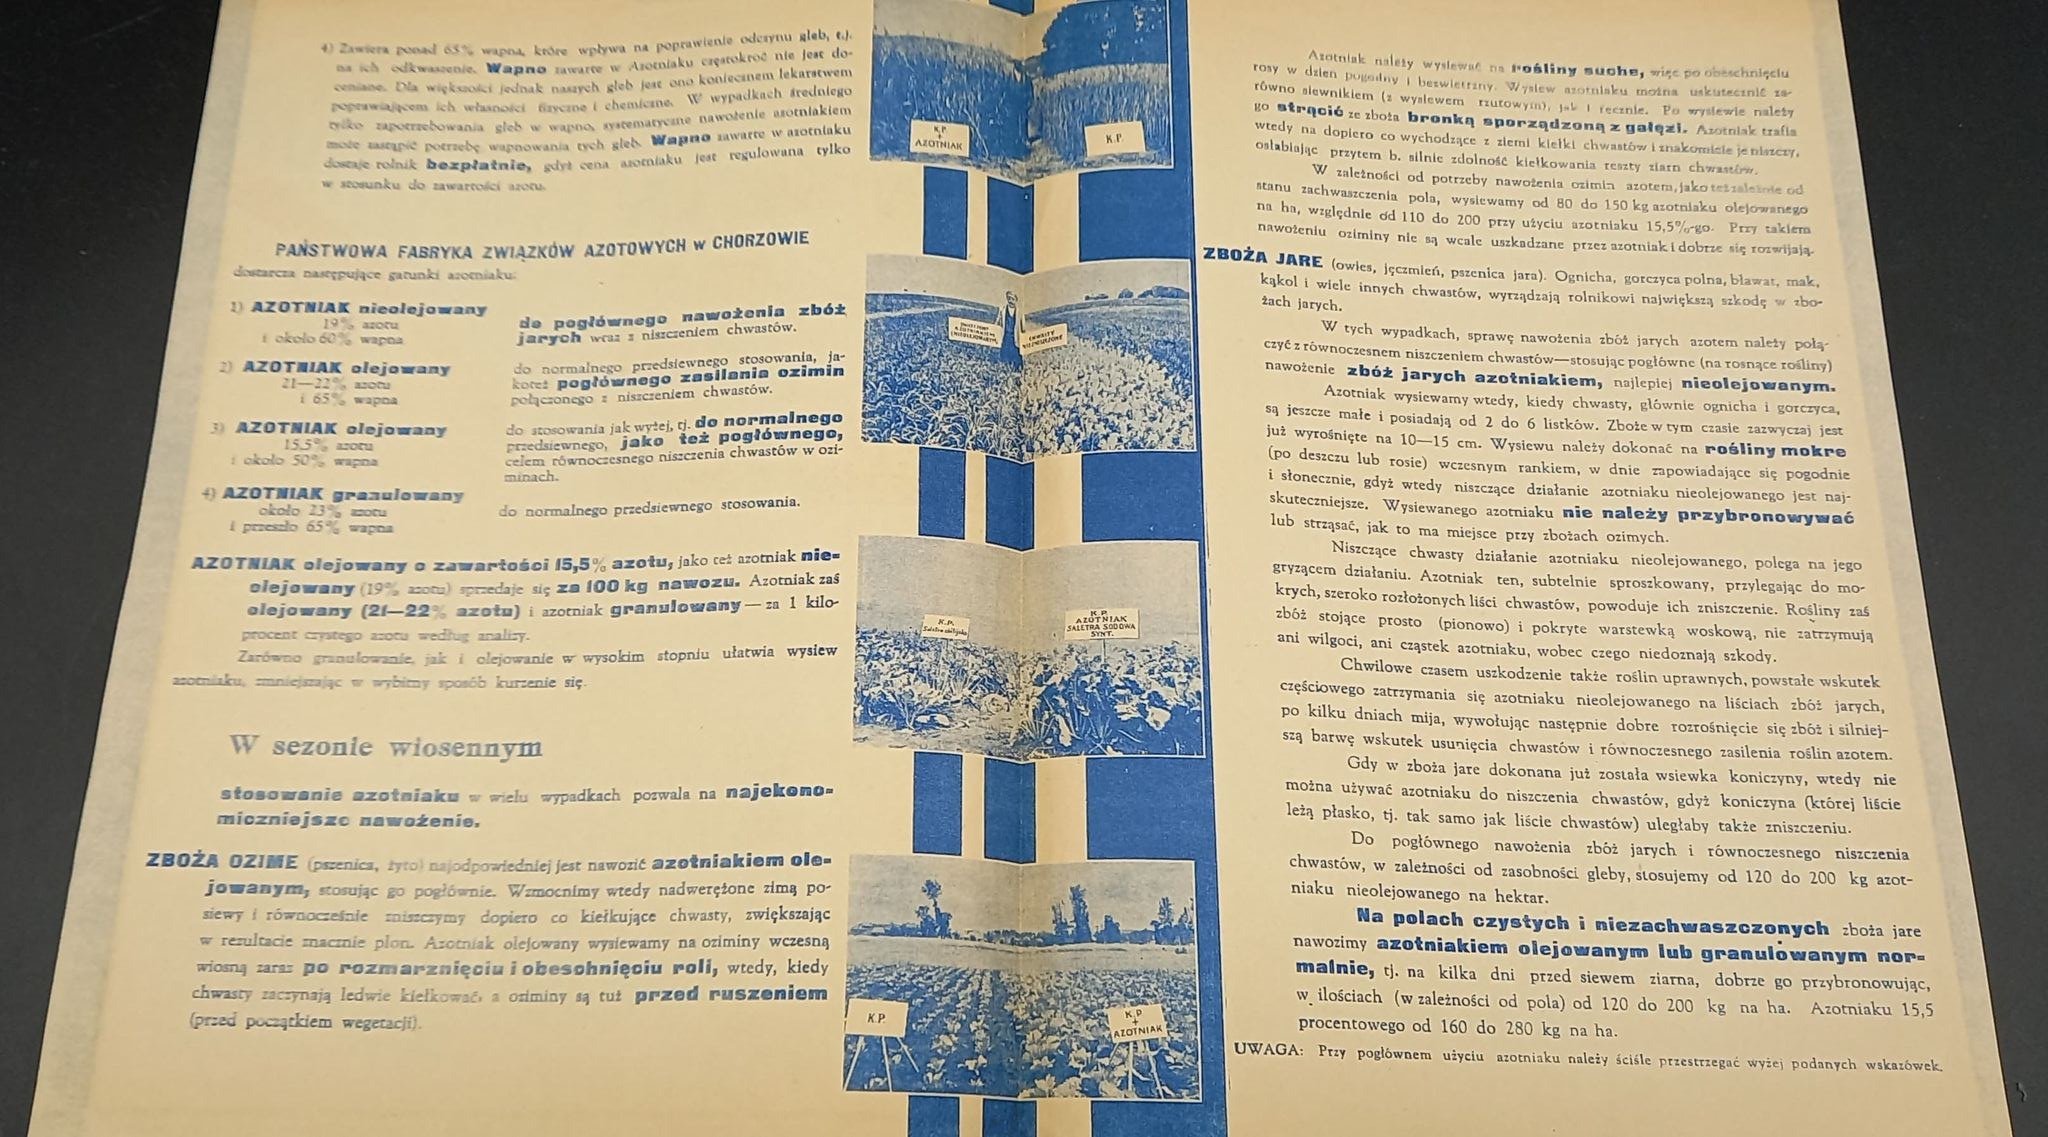 4) Zawiera ponad 65% wapna, które wpływa na poprawienie odczynu gleb, t.j.
na ich odkwaszenie. Wapno zawarte w Azotniaku częstokroć nie jest do-
ceniane. Dla większości jednak naszych gleb jest ono koniecznem lekarstwem
poprawiającem ich własności fizyczne i chemiczne. W wypadkach średniego
tylko zapotrzebowania gleb w wapno, systematyczne nawożenie azotniakiem
może zastąpić potrzebę wapnowania tych gleb. Wapno zawarte w azotniaku
dostaje rolnik bezpłatnie, gdyż cena azotniaku jest regulowana tylko
w stosunku do zawartości azotu.
PAŃSTWOWA FABRYKA ZWIĄZKÓW AZOTOWYCH w CHORZOWIE
dostarcza następujące gatunki azotniaku:
1) AZOTNIAK nieolejowany
19% azotu
i około 60% wapna
do pogłównego nawożenia zbóż
jarych wraz z niszczeniem chwastów.
2) AZOTNIAK olejowany
21—22% azotu
i 65% wapna
do normalnego przedsiewnego stosowania, ja-
koteż pogłównego zasilania ozimin
połączonego z niszczeniem chwastów.
3) AZOTNIAK olejowany
15,5% azotu
i około 50% wapna
do stosowania jak wyżej, tj. do normalnego
przedsiewnego, jako też pogłównego,
celem równoczesnego niszczenia chwastów w ozi-
minach.
4) AZOTNIAK granulowany
około 23% azotu
i przeszło 65% wapna
do normalnego przedsiewnego stosowania.
AZOTNIAK olejowany o zawartości 15,5% azotu, jako też azotniak nie-
olejowany (19% azotu) sprzedaje się za 100 kg nawozu. Azotniak zaś
olejowany (21—22% azotu) i azotniak granulowany — za 1 kilo-
procent czystego azotu według analizy.
Zarówno granulowanie, jak i olejowanie w wysokim stopniu ułatwia wysiew
azotniaku, zmniejszając w wybitny sposób kurzenie się.
W sezonie wiosennym
stosowanie azotniaku w wielu wypadkach pozwala na najekono-
miczniejsze nawożenie.
ZBOŻA OZIME (pszenica, żyto) najodpowiedniej jest nawozić azotniakiem ole-
jowanym, stosując go pogłównie. Wzmocnimy wtedy nadwerężone zimą po-
siewy i równocześnie zniszczymy dopiero co kiełkujące chwasty, zwiększając
w rezultacie znacznie plon. Azotniak olejowany wysiewamy na oziminy wczesną
wiosną zaraz po rozmarznięciu i obeschnięciu roli, wtedy, kiedy
chwasty zaczynają ledwie kiełkować, a oziminy są tuż przed ruszeniem
(przed początkiem wegetacji).
K.P.
+
AZOTNIAK
K.P.
CHWASTY
NIEZNISZCZONE
K.P.
K.P.
AZOTNIAK
SALETRA SODOWA
SYNT.
K.P.
K.P.
+
AZOTNIAK
Azotniak należy wysiewać na rośliny suche, więc po obeschnięciu
rosy w dzień pogodny i bezwietrzny. Wysiew azotniaku można uskutecznić za-
równo siewnikiem (z wysiewem rzutowym), jak i ręcznie. Po wysiewie należy
go strącić ze zboża bronką sporządzoną z gałęzi. Azotniak trafia
wtedy na dopiero co wychodzące z ziemi kiełki chwastów i znakomicie je niszczy,
osłabiając przytem b. silnie zdolność kiełkowania reszty ziarn chwastów.
W zależności od potrzeby nawożenia ozimin azotem, jako też zależnie od
stanu zachwaszczenia pola, wysiewamy od 80 do 150 kg azotniaku olejowanego
na ha, względnie od 110 do 200 przy użyciu azotniaku 15,5%-go. Przy takiem
nawożeniu oziminy nie są wcale uszkadzane przez azotniak i dobrze się rozwijają.
ZBOŻA JARE (owies, jęczmień, pszenica jara). Ognicha, gorczyca polna, bławat, mak,
kąkol i wiele innych chwastów, wyrządzają rolnikowi największą szkodę w zbo-
żach jarych.
W tych wypadkach, sprawę nawożenia zbóż jarych azotem należy połą-
czyć z równoczesnem niszczeniem chwastów—stosując pogłówne (na rosnące rośliny)
nawożenie zbóż jarych azotniakiem, najlepiej nieolejowanym.
Azotniak wysiewamy wtedy, kiedy chwasty, głównie ognicha i gorczyca,
są jeszcze małe i posiadają od 2 do 6 listków. Zboże w tym czasie zazwyczaj jest
już wyrośnięte na 10—15 cm. Wysiewu należy dokonać na rośliny mokre
(po deszczu lub rosie) wczesnym rankiem, w dnie zapowiadające się pogodnie
i słonecznie, gdyż wtedy niszczące działanie azotniaku nieolejowanego jest naj-
skuteczniejsze. Wysiewanego azotniaku nie należy przybronowywać
lub strząsać, jak to ma miejsce przy zbożach ozimych.
Niszczące chwasty działanie azotniaku nieolejowanego, polega na jego
gryzącem działaniu. Azotniak ten, subtelnie sproszkowany, przylegając do mo-
krych, szeroko rozłożonych liści chwastów, powoduje ich zniszczenie. Rośliny zaś
zbóż stojące prosto (pionowo) i pokryte warstewką woskową, nie zatrzymują
ani wilgoci, ani cząstek azotniaku, wobec czego niedoznają szkody.
Chwilowe czasem uszkodzenie także roślin uprawnych, powstałe wskutek
częściowego zatrzymania się azotniaku nieolejowanego na liściach zbóż jarych,
po kilku dniach mija, wywołując następnie dobre rozrośnięcie się zbóż i silniej-
szą barwę wskutek usunięcia chwastów i równoczesnego zasilenia roślin azotem.
Gdy w zboża jare dokonana już została wsiewka koniczyny, wtedy nie
można używać azotniaku do niszczenia chwastów, gdyż koniczyna (której liście
leżą płasko, tj. tak samo jak liście chwastów) uległaby także zniszczeniu.
Do pogłównego nawożenia zbóż jarych i równoczesnego niszczenia
chwastów, w zależności od zasobności gleby, stosujemy od 120 do 200 kg azot-
niaku nieolejowanego na hektar.
Na polach czystych i niezachwaszczonych zboża jare
nawozimy azotniakiem olejowanym lub granulowanym nor-
malnie, tj. na kilka dni przed siewem ziarna, dobrze go przybronowując,
w ilościach (w zależności od pola) od 120 do 200 kg na ha. Azotniaku 15,5
procentowego od 160 do 280 kg na ha.
UWAGA: Przy pogłównem użyciu azotniaku należy ściśle przestrzegać wyżej podanych wskazówek.